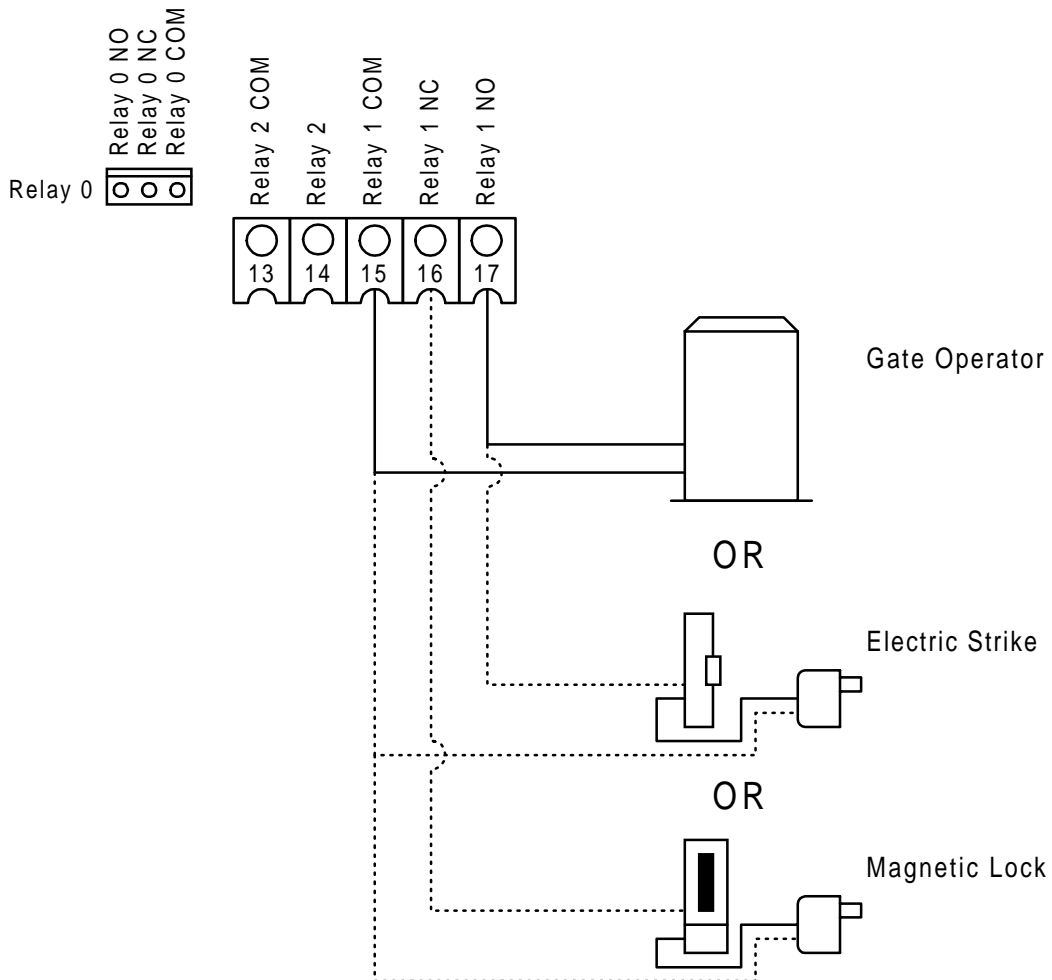 Relay 0 NO
Relay 0 NC
Relay 0 COM
Relay 0
Relay 2 COM
Relay 2
Relay 1 COM
Relay 1 NC
Relay 1 NO
13
14
15
16
17
Gate Operator
OR
Electric Strike
OR
Magnetic Lock